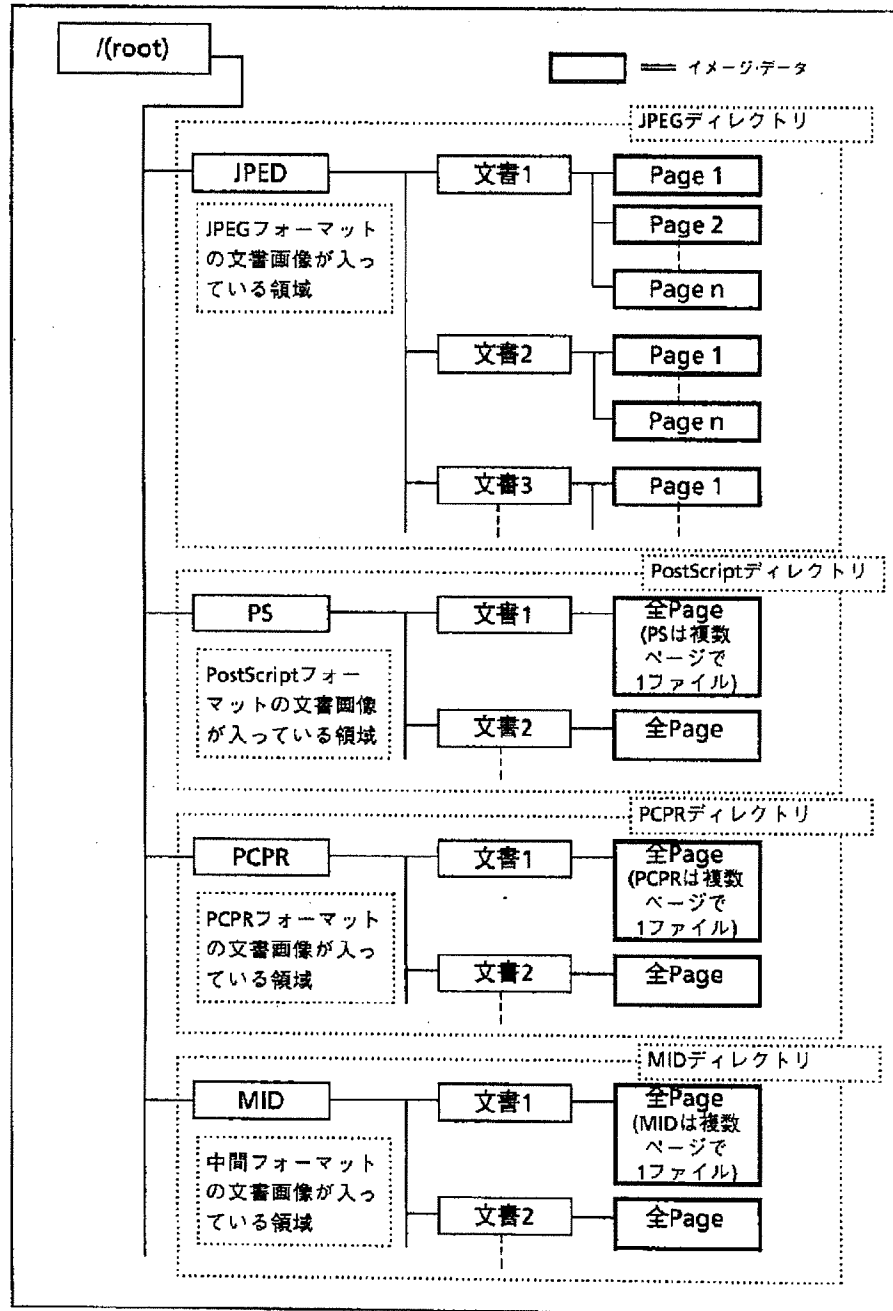 /(root)
イメージ・データ
JPEGディレクトリ
JPED
文書1
Page 1
JPEGフォーマット
の文書画像が入っ
ている領域
Page 2
Page n
文書2
Page 1
Page n
文書3
Page 1
PostScriptディレクトリ
PS
文書1
全Page
(PSは複数
ページで
1ファイル)
PostScriptフォー
マットの文書画像
が入っている領域
文書2
全Page
PCPRディレクトリ
PCPR
文書1
全Page
(PCPRは複数
ページで
1ファイル)
PCPRフォーマット
の文書画像が入っ
ている領域
文書2
全Page
MIDディレクトリ
MID
文書1
全Page
(MIDは複数
ページで
1ファイル)
中間フォーマット
の文書画像が入っ
ている領域
文書2
全Page